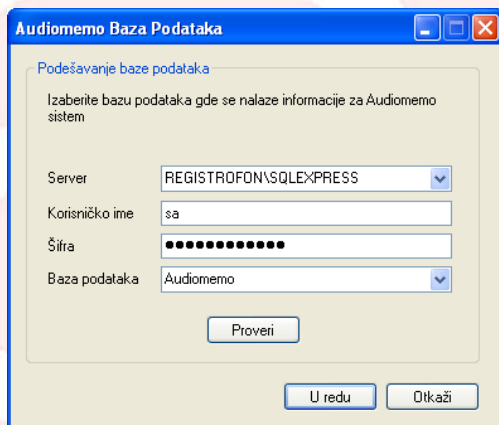 Audiomemo Baza Podataka
Podešavanje baze podataka
Izaberite bazu podataka gde se nalaze informacije za Audiomemo
sistem
Server REGISTROFON\SQLEXPRESS
Korisničko ime sa
Šifra ●●●●●●●●●●●●
Baza podataka Audiomemo
Proveri
U redu Otkaži